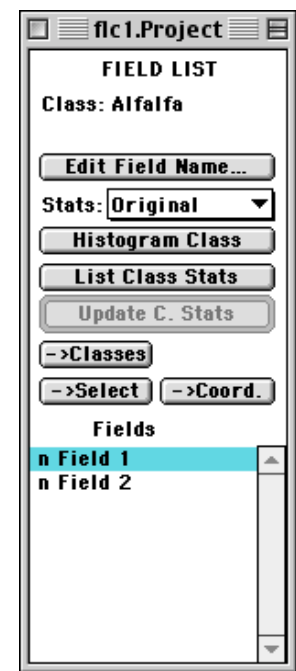 flc1.Project
FIELD LIST
Class: Alfalfa
Edit Field Name...
Stats: Original
Histogram Class
List Class Stats
Update C. Stats
->Classes
->Select ->Coord.
Fields
n Field 1
n Field 2